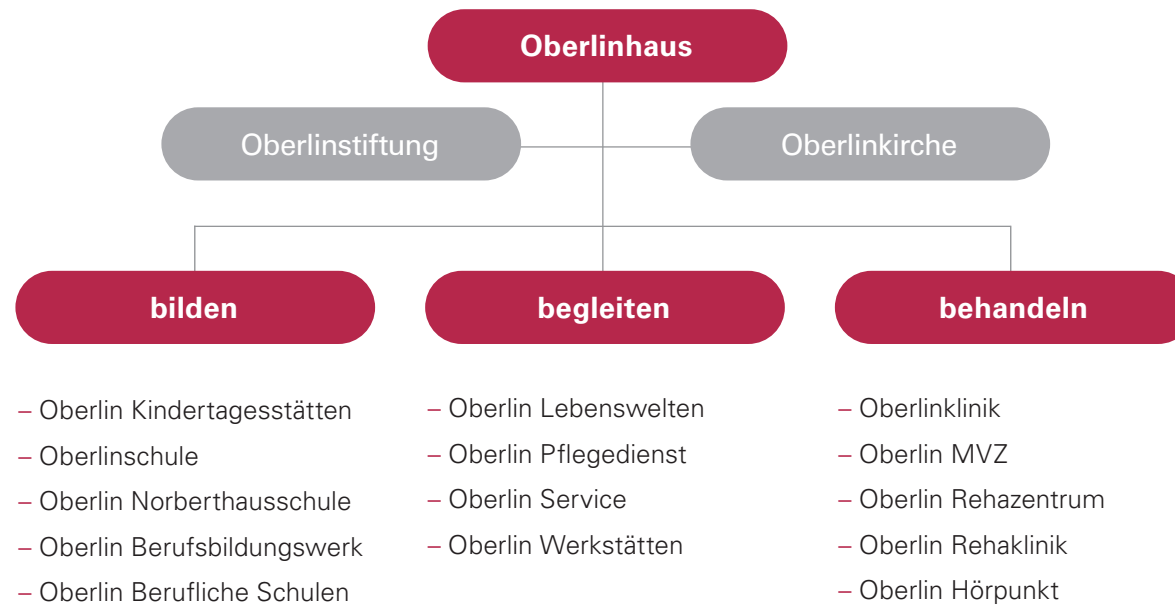 Oberlinhaus
Oberlinstiftung
Oberlinkirche
bilden
begleiten
behandeln
– Oberlin Kindertagesstätten
– Oberlinschule
– Oberlin Norberthausschule
– Oberlin Berufsbildungswerk
– Oberlin Berufliche Schulen
– Oberlin Lebenswelten
– Oberlin Pflegedienst
– Oberlin Service
– Oberlin Werkstätten
– Oberlinklinik
– Oberlin MVZ
– Oberlin Rehazentrum
– Oberlin Rehaklinik
– Oberlin Hörpunkt